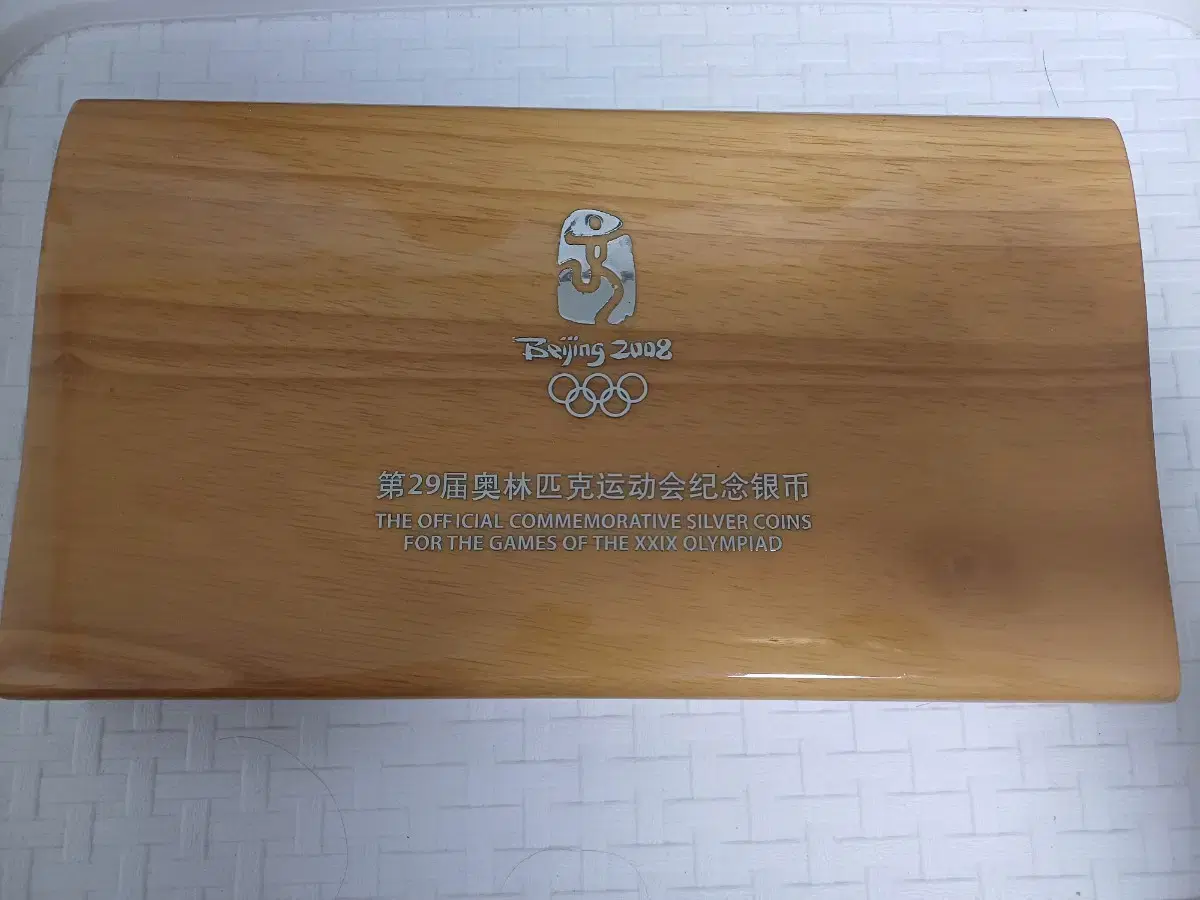 Beijing 2008
第29届奥林匹克运动会纪念银币
THE OFFICIAL COMMEMORATIVE SILVER COINS
FOR THE GAMES OF THE XXIX OLYMPIAD